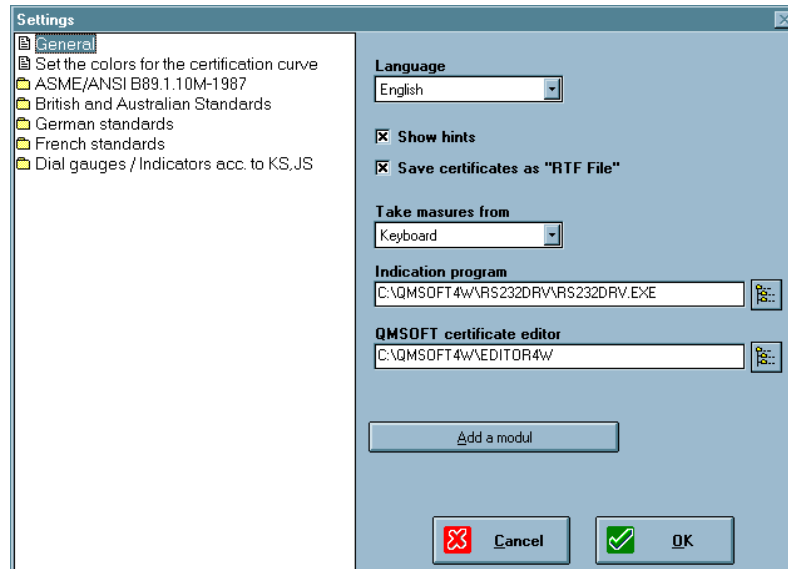 Settings
General
Set the colors for the certification curve
ASME/ANSI B89.1.10M-1987
British and Australian Standards
German standards
French standards
Dial gauges / Indicators acc. to KS,JS
Language
English
Show hints
Save certificates as "RTF File"
Take masures from
Keyboard
Indication program
C:\QMSOFT4W\RS232DRV\RS232DRV.EXE
QMSOFT certificate editor
C:\QMSOFT4W\EDITOR4W
Add a modul
Cancel
OK